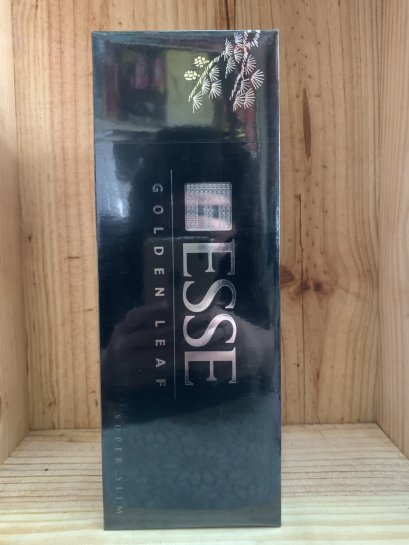 ESSE
GOLDEN LEAF
SUPER SLIM